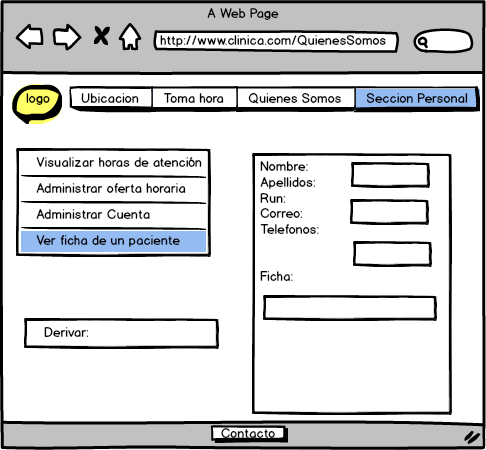 A Web Page
http://www.clinica.com/QuienesSomos
logo
Ubicacion Toma hora Quienes Somos Seccion Personal
Visualizar horas de atención
Administrar oferta horaria
Administrar Cuenta
Ver ficha de un paciente
Nombre:
Apellidos:
Run:
Correo:
Telefonos:
Ficha:
Derivar:
Contacto